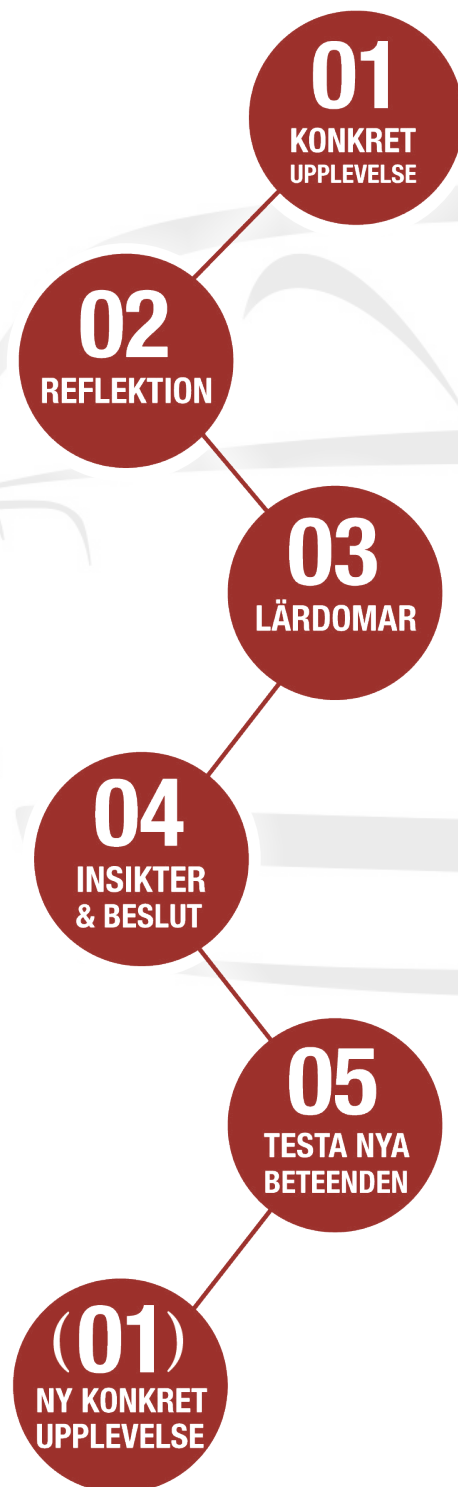 01
KONKRET
UPPLEVELSE
02
REFLEKTION
03
LÄRDOMAR
04
INSIKTER
& BESLUT
05
TESTA NYA
BETEENDEN
(01)
NY KONKRET
UPPLEVELSE